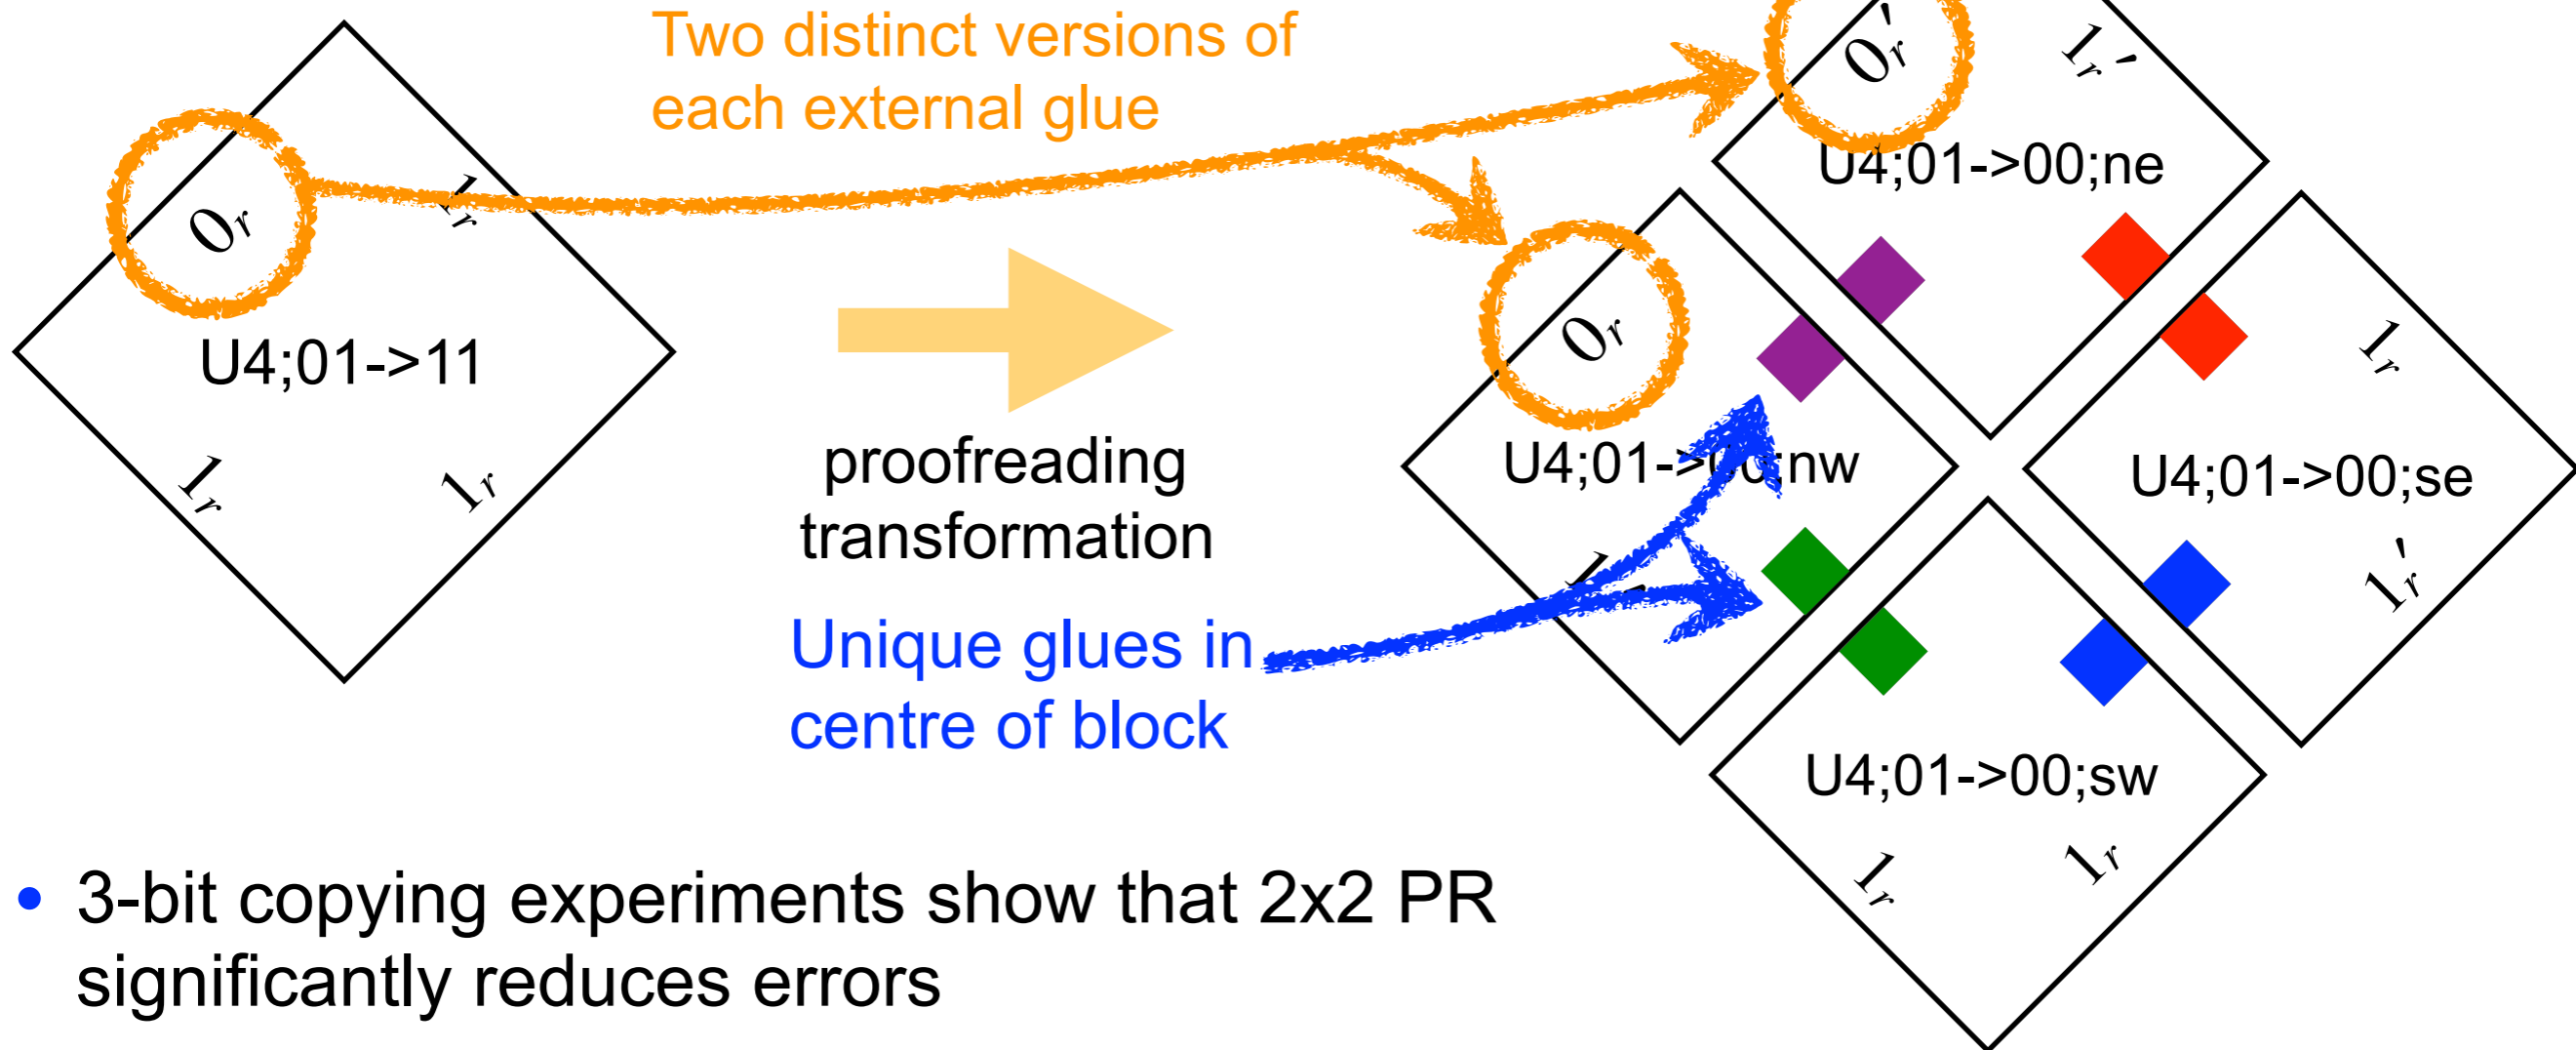 Two distinct versions of
each external glue
0r
1r
U4;01->11
1r
1r
proofreading
transformation
Unique glues in
centre of block
0r′
1r′
U4;01->00;ne
0r
U4;01->00;nw
1r
U4;01->00;se
1r′
U4;01->00;sw
1r
1r
• 3-bit copying experiments show that 2x2 PR
significantly reduces errors